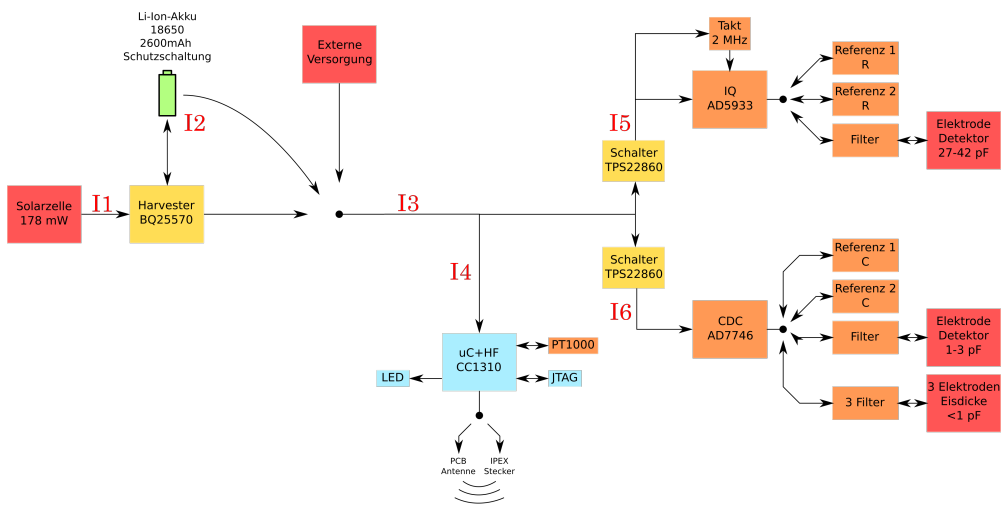 Li-Ion-Akku
18650
2600mAh
Schutzschaltung
I2
Solarzelle
178 mW
I1
Harvester
BQ25570
Externe
Versorgung
I3
I4
I5
Schalter
TPS22860
Takt
2 MHz
IQ
AD5933
Referenz 1
R
Referenz 2
R
Filter
Elektrode
Detektor
27-42 pF
Schalter
TPS22860
I6
CDC
AD7746
Referenz 1
C
Referenz 2
C
Filter
Elektrode
Detektor
1-3 pF
3 Filter
3 Elektroden
Eisdicke
<1 pF
uC+HF
CC1310
PT1000
LED
JTAG
PCB
Antenne
IPEX
Stecker